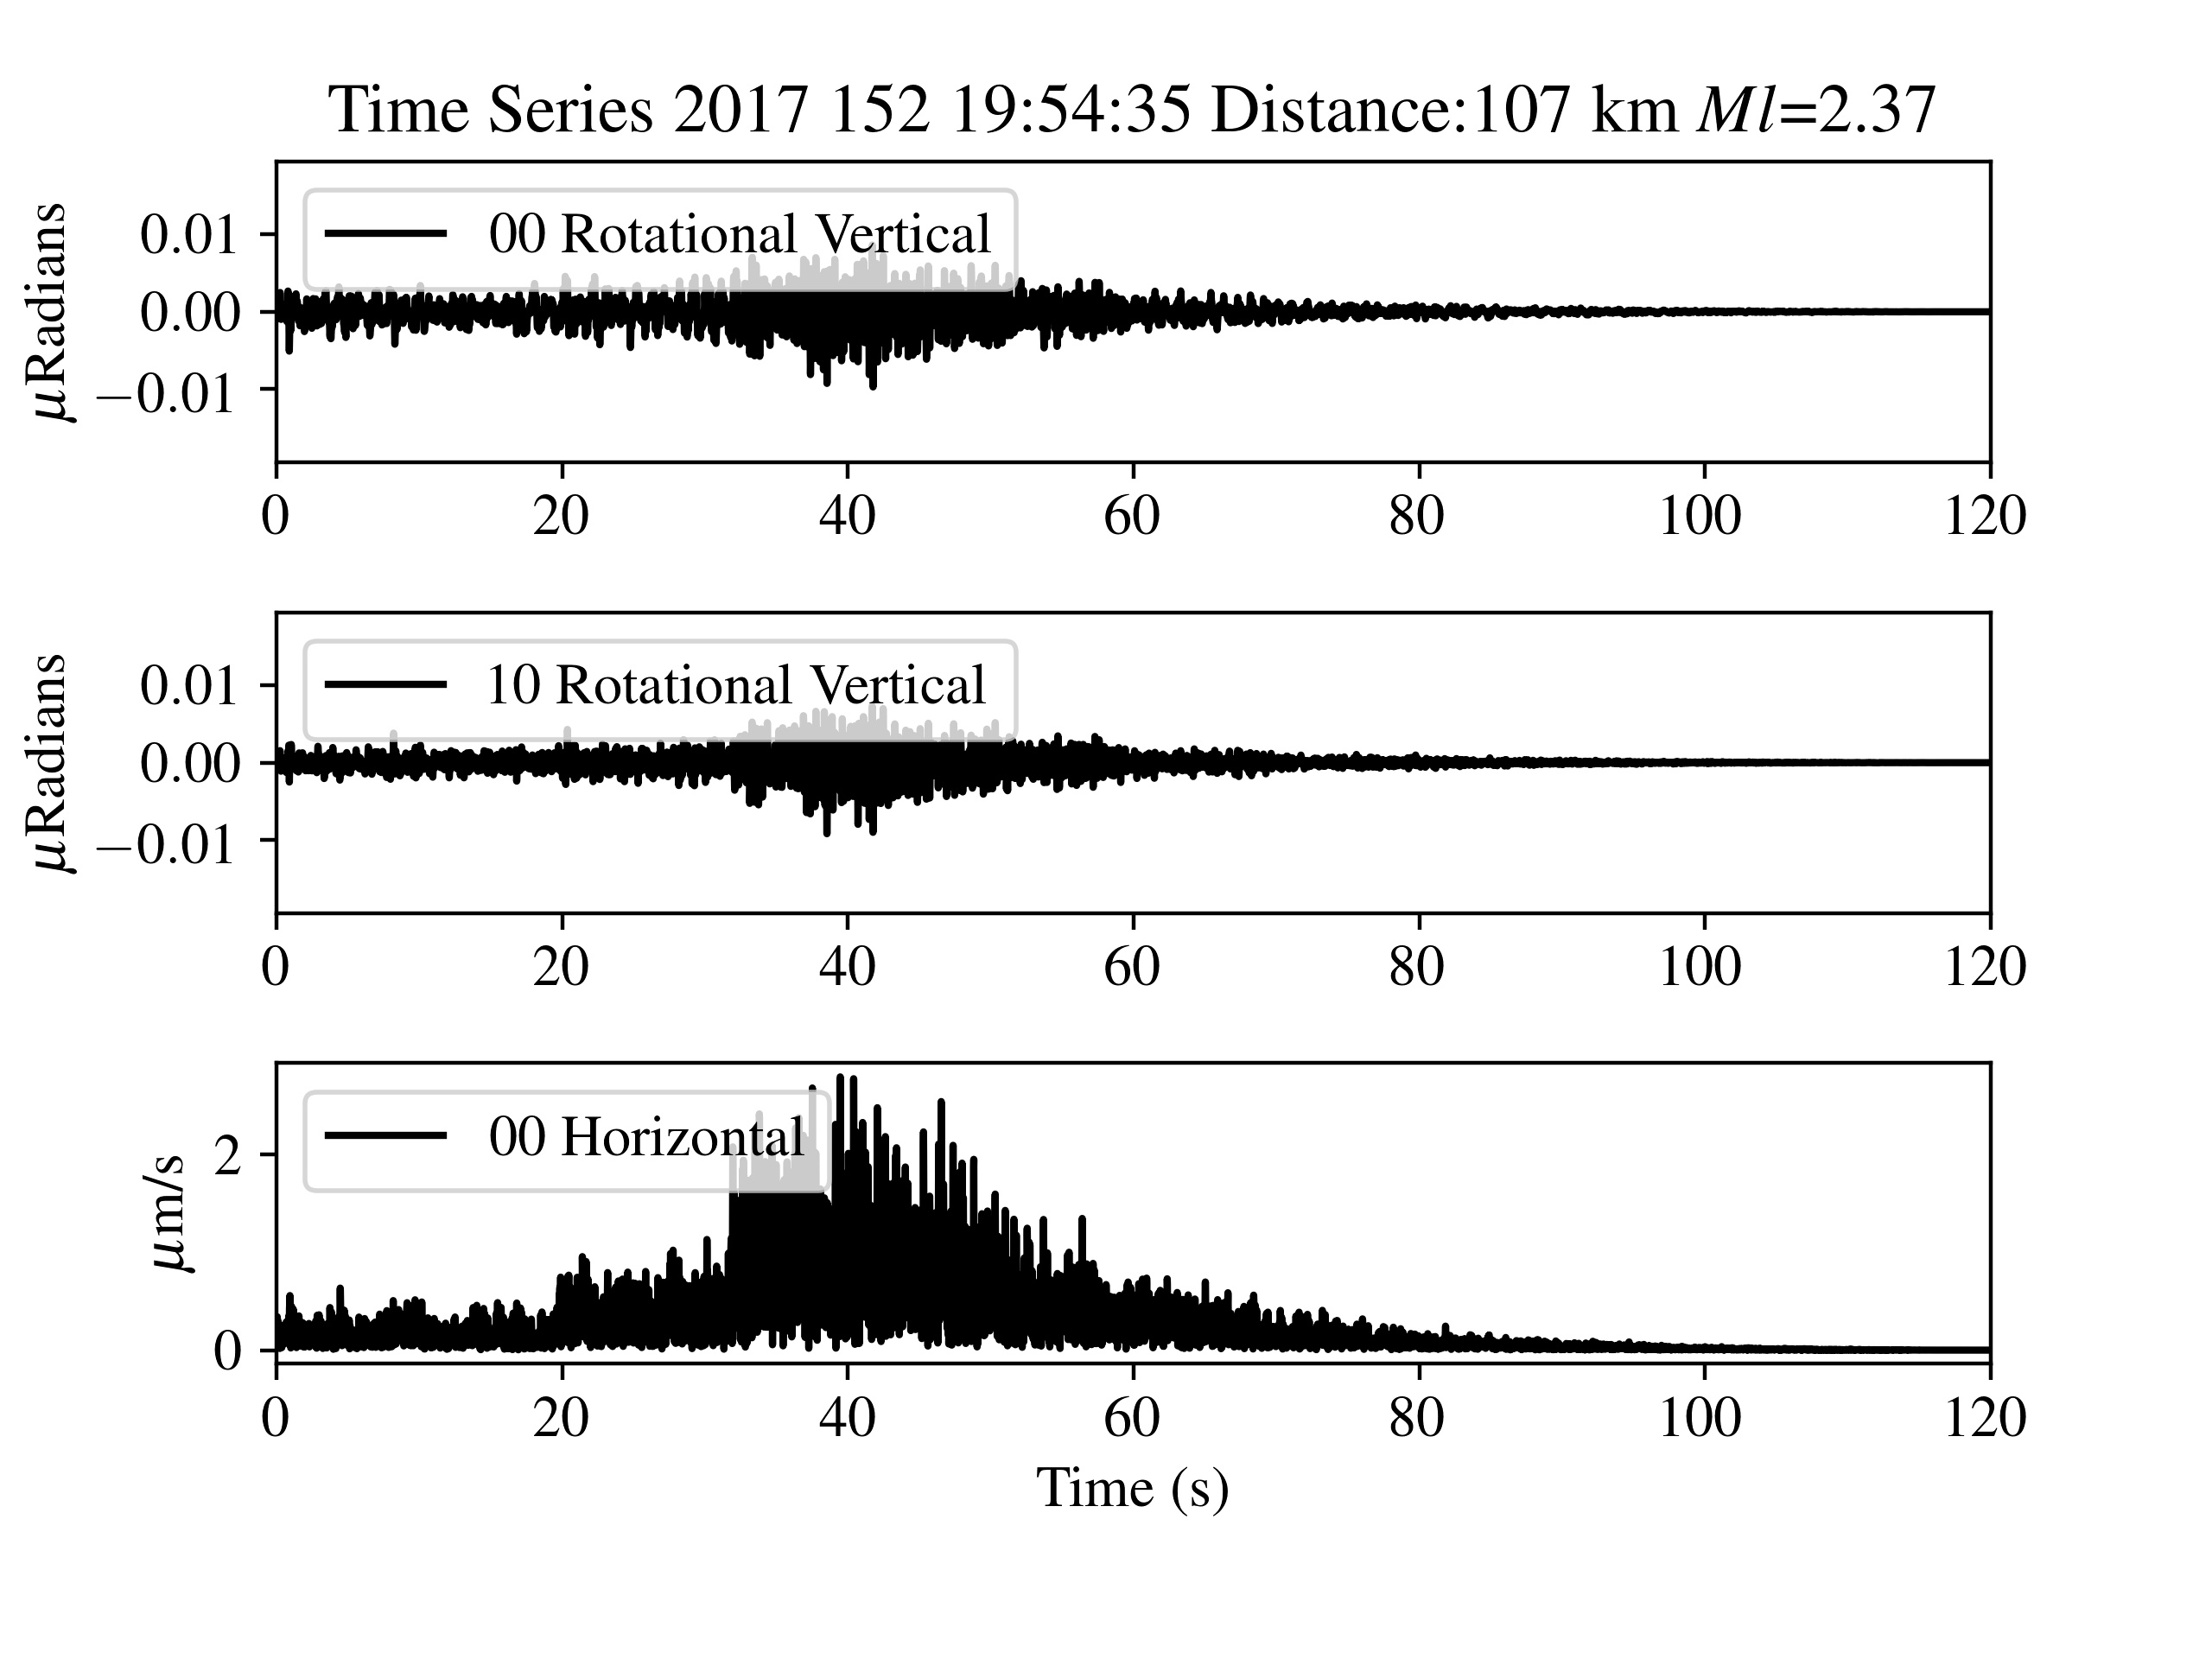 Time Series 2017 152 19:54:35 Distance:107 km Ml=2.37
μRadians
0.01
0.00
−0.01
00 Rotational Vertical
0 20 40 60 80 100 120
μRadians
0.01
0.00
−0.01
10 Rotational Vertical
0 20 40 60 80 100 120
μm/s
2
0
00 Horizontal
0 20 40 60 80 100 120
Time (s)